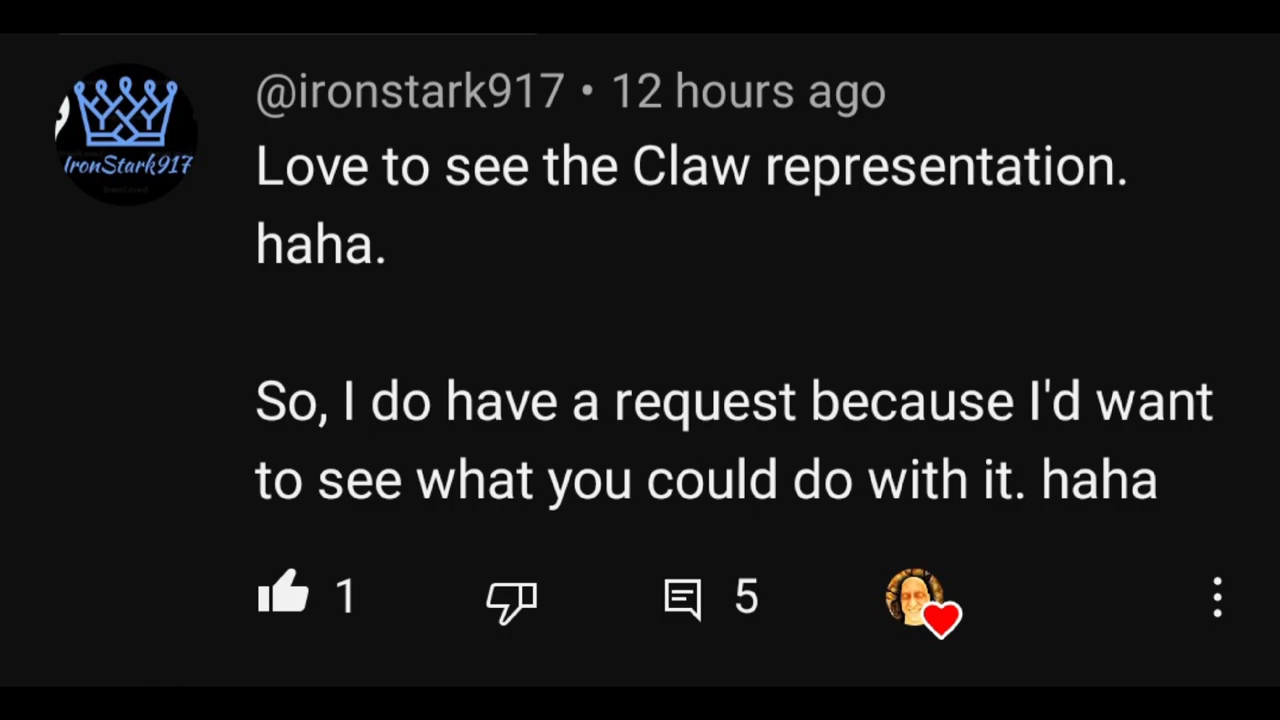 IronStark917
@ironstark917 • 12 hours ago
Love to see the Claw representation.
haha.
So, I do have a request because I'd want
to see what you could do with it. haha
1
5